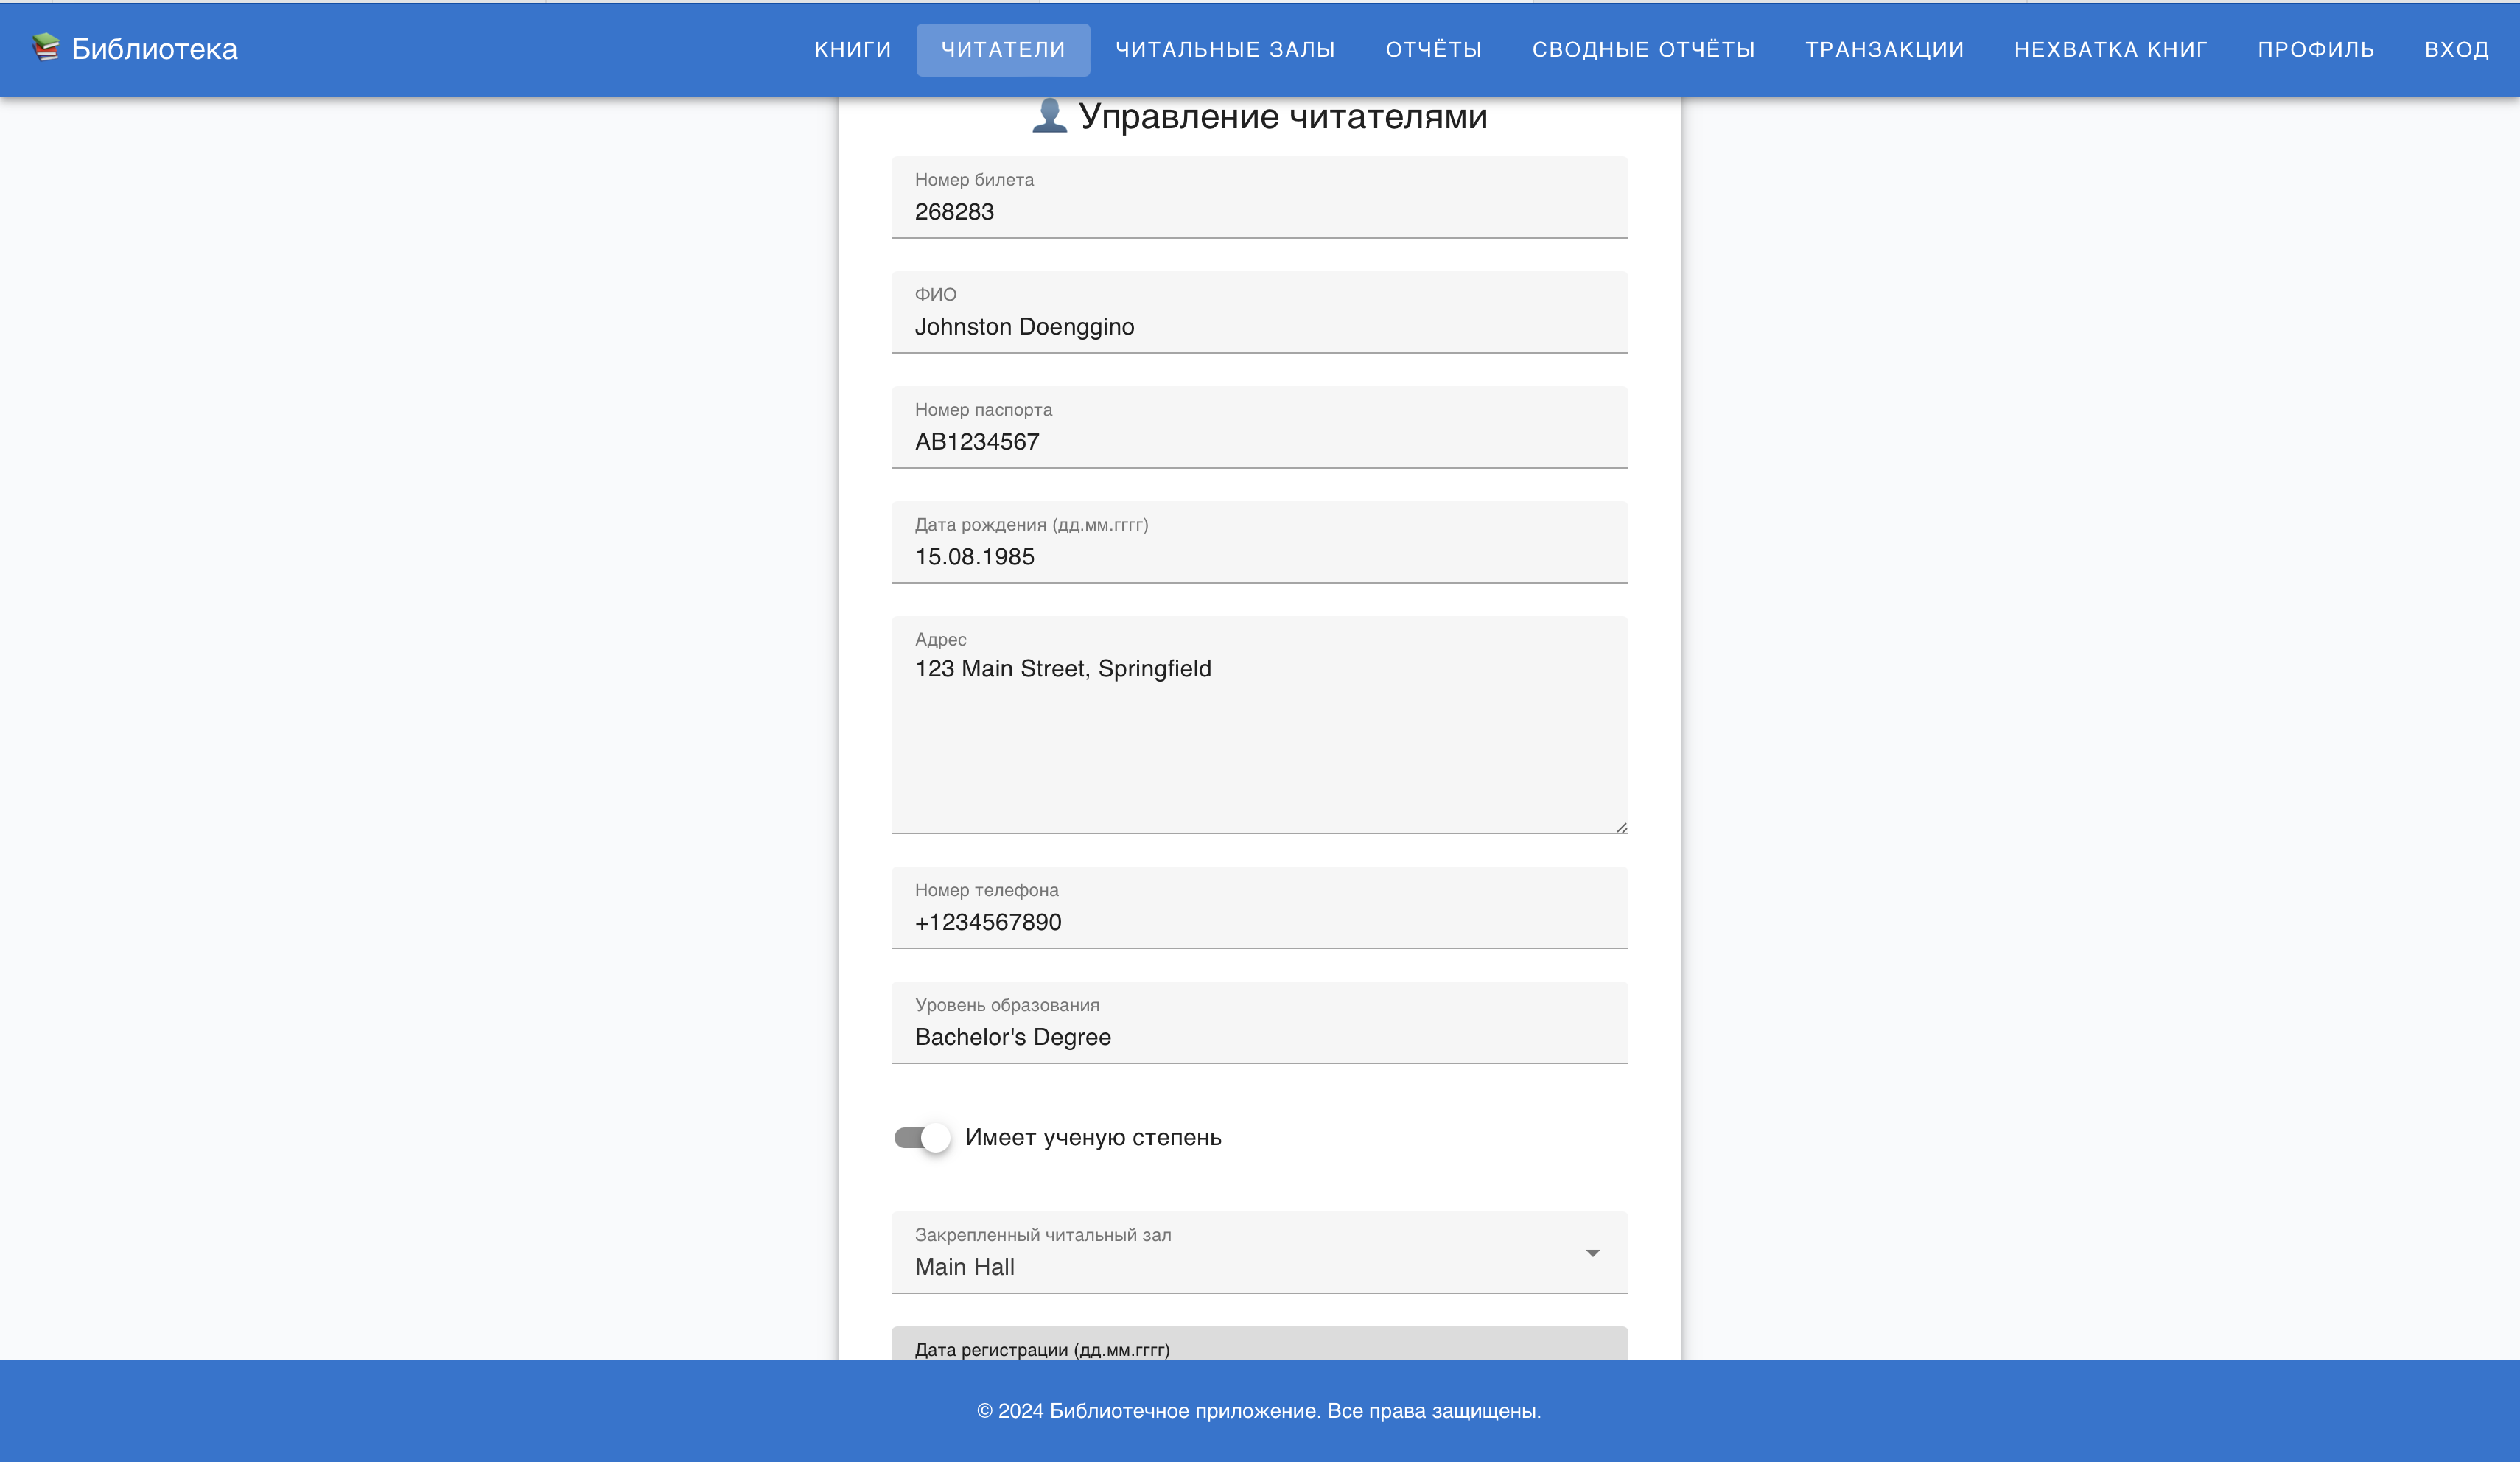 Библиотека
КНИГИ
ЧИТАТЕЛИ
ЧИТАЛЬНЫЕ ЗАЛЫ
ОТЧЁТЫ
СВОДНЫЕ ОТЧЁТЫ
ТРАНЗАКЦИИ
НЕХВАТКА КНИГ
ПРОФИЛЬ
ВХОД
Управление читателями
Номер билета
268283
ФИО
Johnston Doenggino
Номер паспорта
AB1234567
Дата рождения (дд.мм.гггг)
15.08.1985
Адрес
123 Main Street, Springfield
Номер телефона
+1234567890
Уровень образования
Bachelor's Degree
Имеет ученую степень
Закрепленный читальный зал
Main Hall
Дата регистрации (дд.мм.гггг)
© 2024 Библиотечное приложение. Все права защищены.